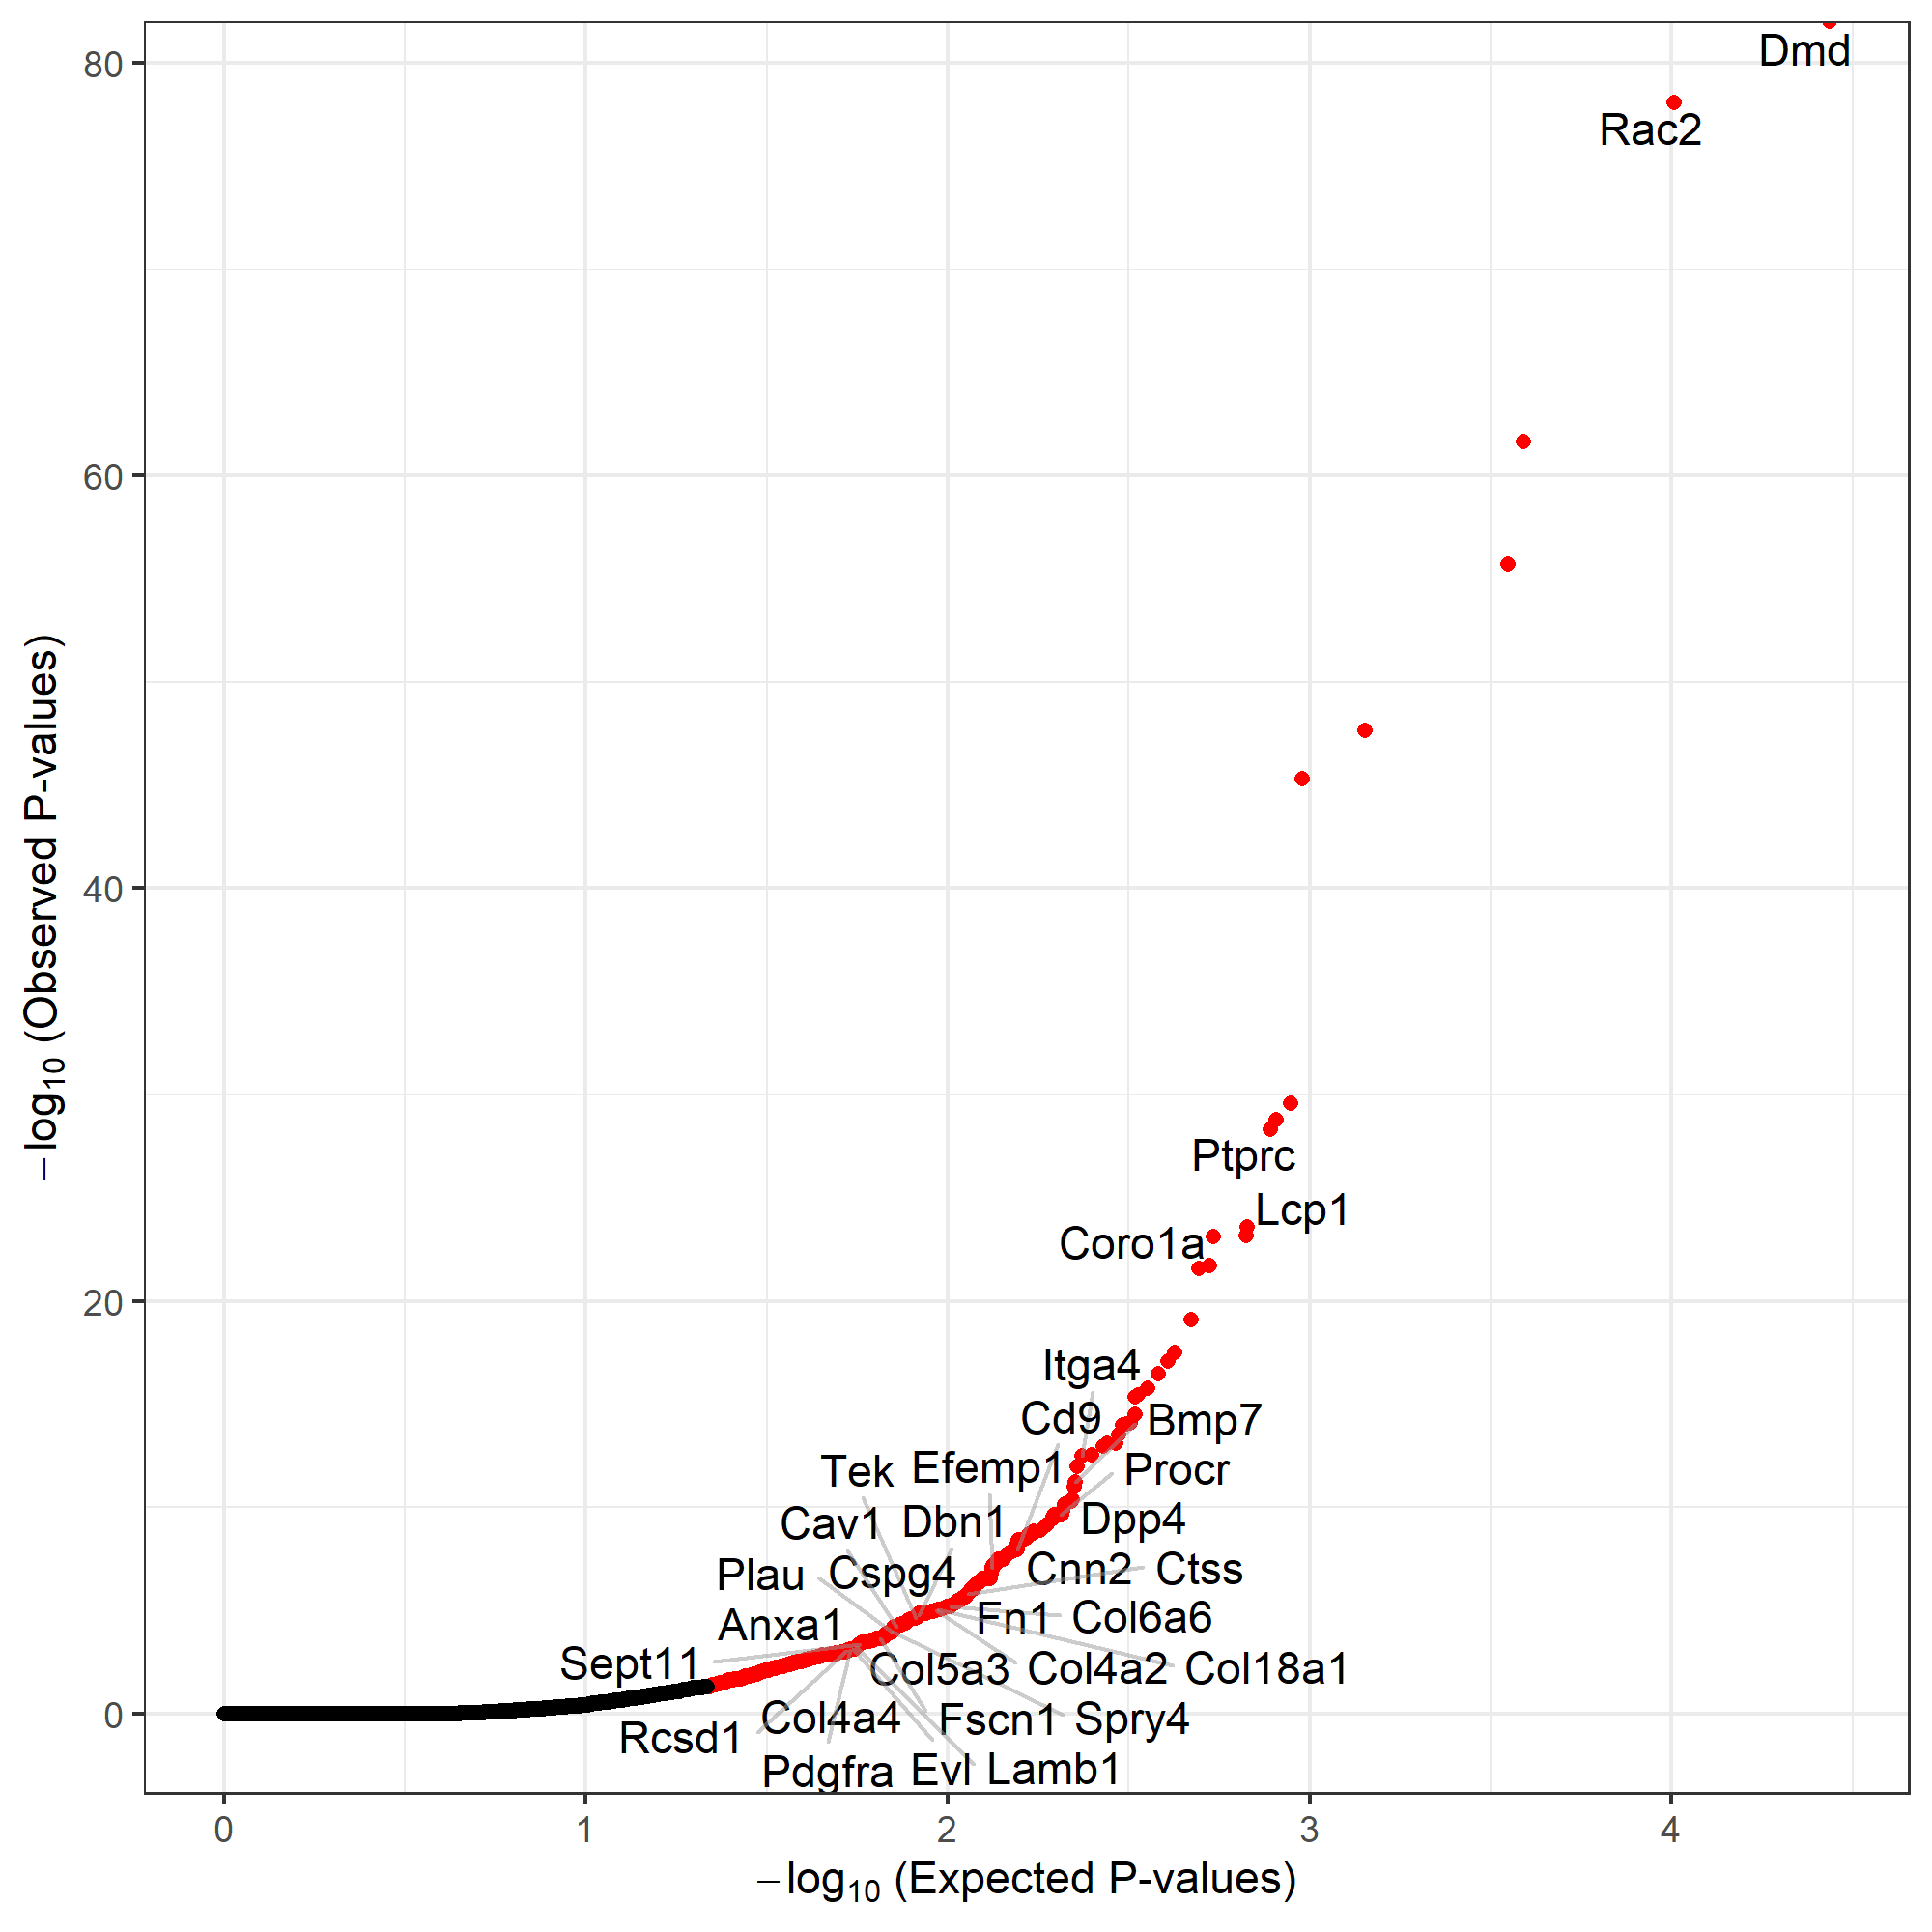 80
Dmd
Rac2
60
40
Ptprc
Lcp1
Coro1a
20
Itga4
Cd9 Bmp7
Tek Efemp1 Procr
Cav1 Dbn1 Dpp4
Plau Cspg4 Cnn2 Ctss
Anxa1 Fn1 Col6a6
Sept11 Col5a3 Col4a2 Col18a1
0
Rcsd1 Col4a4 Fscn1 Spry4
Pdgfra Evl Lamb1
0 1 2 3 4
−log10 (Expected P-values)
−log10 (Observed P-values)